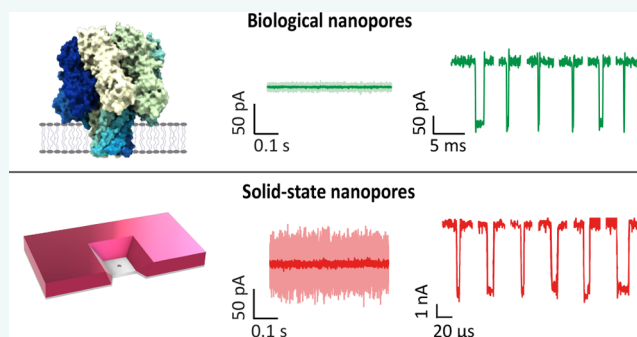 Biological nanopores
50 pA
0.1 s
50 pA
5 ms
Solid-state nanopores
50 pA
0.1 s
1 nA
20 µs